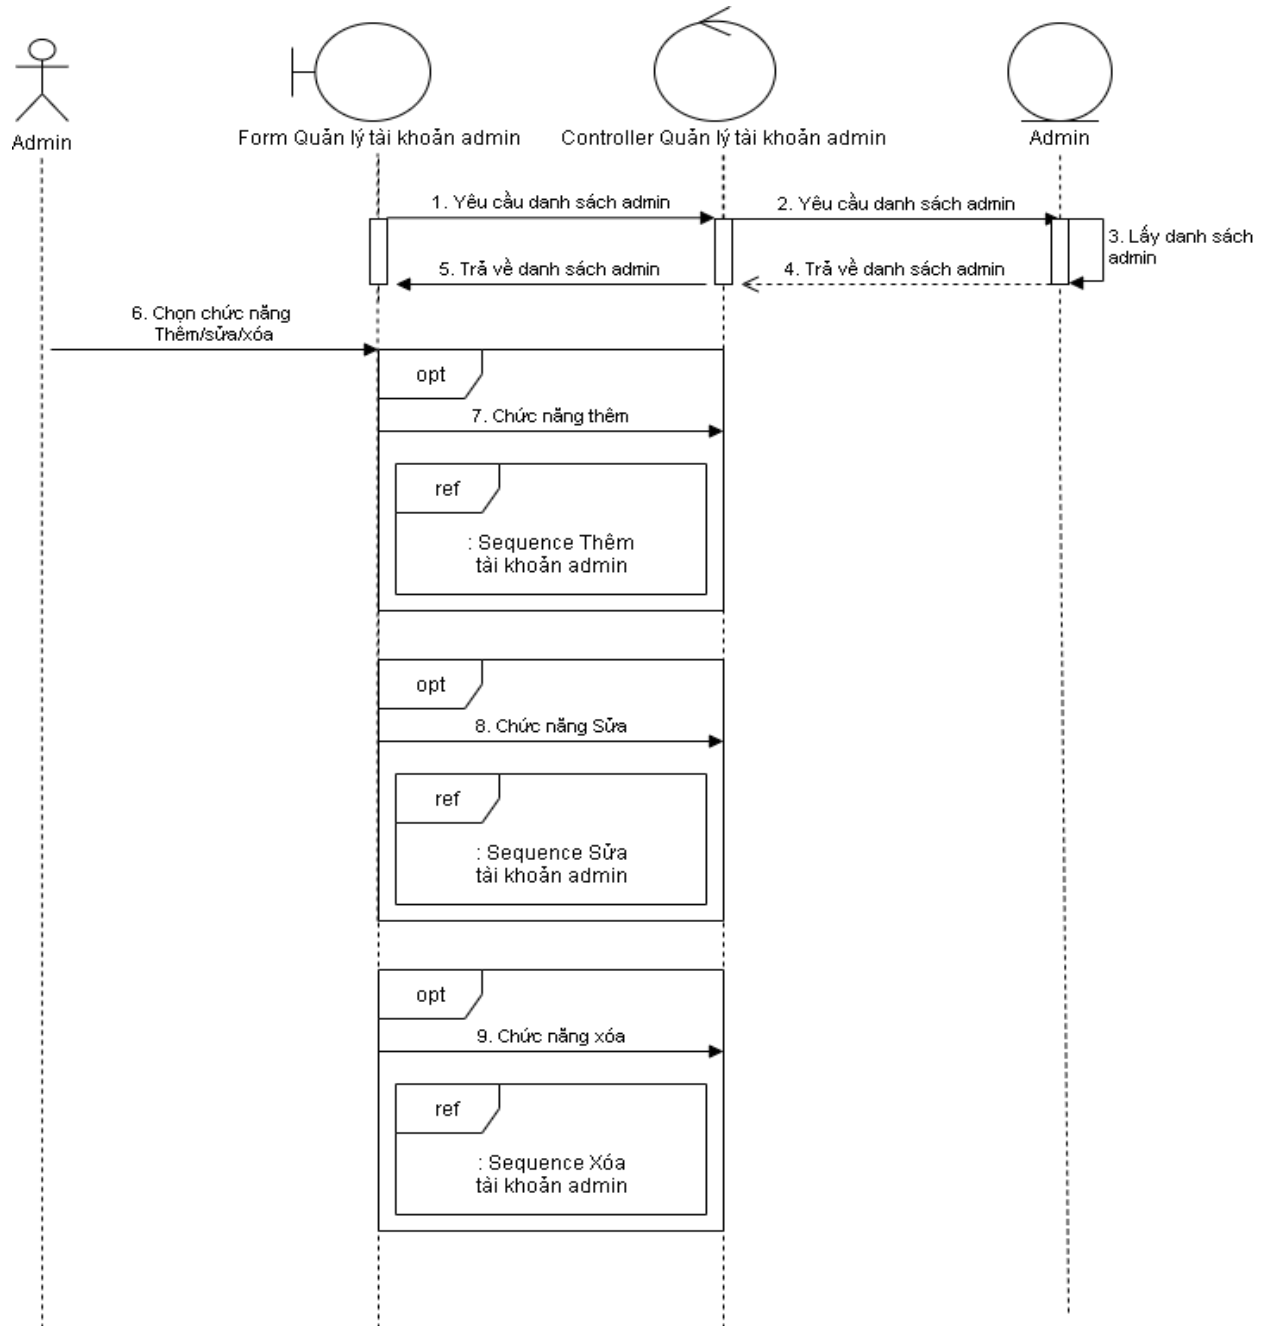 Admin
Form Quản lý tài khoản admin
Controller Quản lý tài khoản admin
Admin
1. Yêu cầu danh sách admin
2. Yêu cầu danh sách admin
3. Lấy danh sách
admin
5. Trả về danh sách admin
4. Trả về danh sách admin
6. Chọn chức năng
Thêm/sửa/xóa
opt
7. Chức năng thêm
ref
: Sequence Thêm
tài khoản admin
opt
8. Chức năng Sửa
ref
: Sequence Sửa
tài khoản admin
opt
9. Chức năng xóa
ref
: Sequence Xóa
tài khoản admin